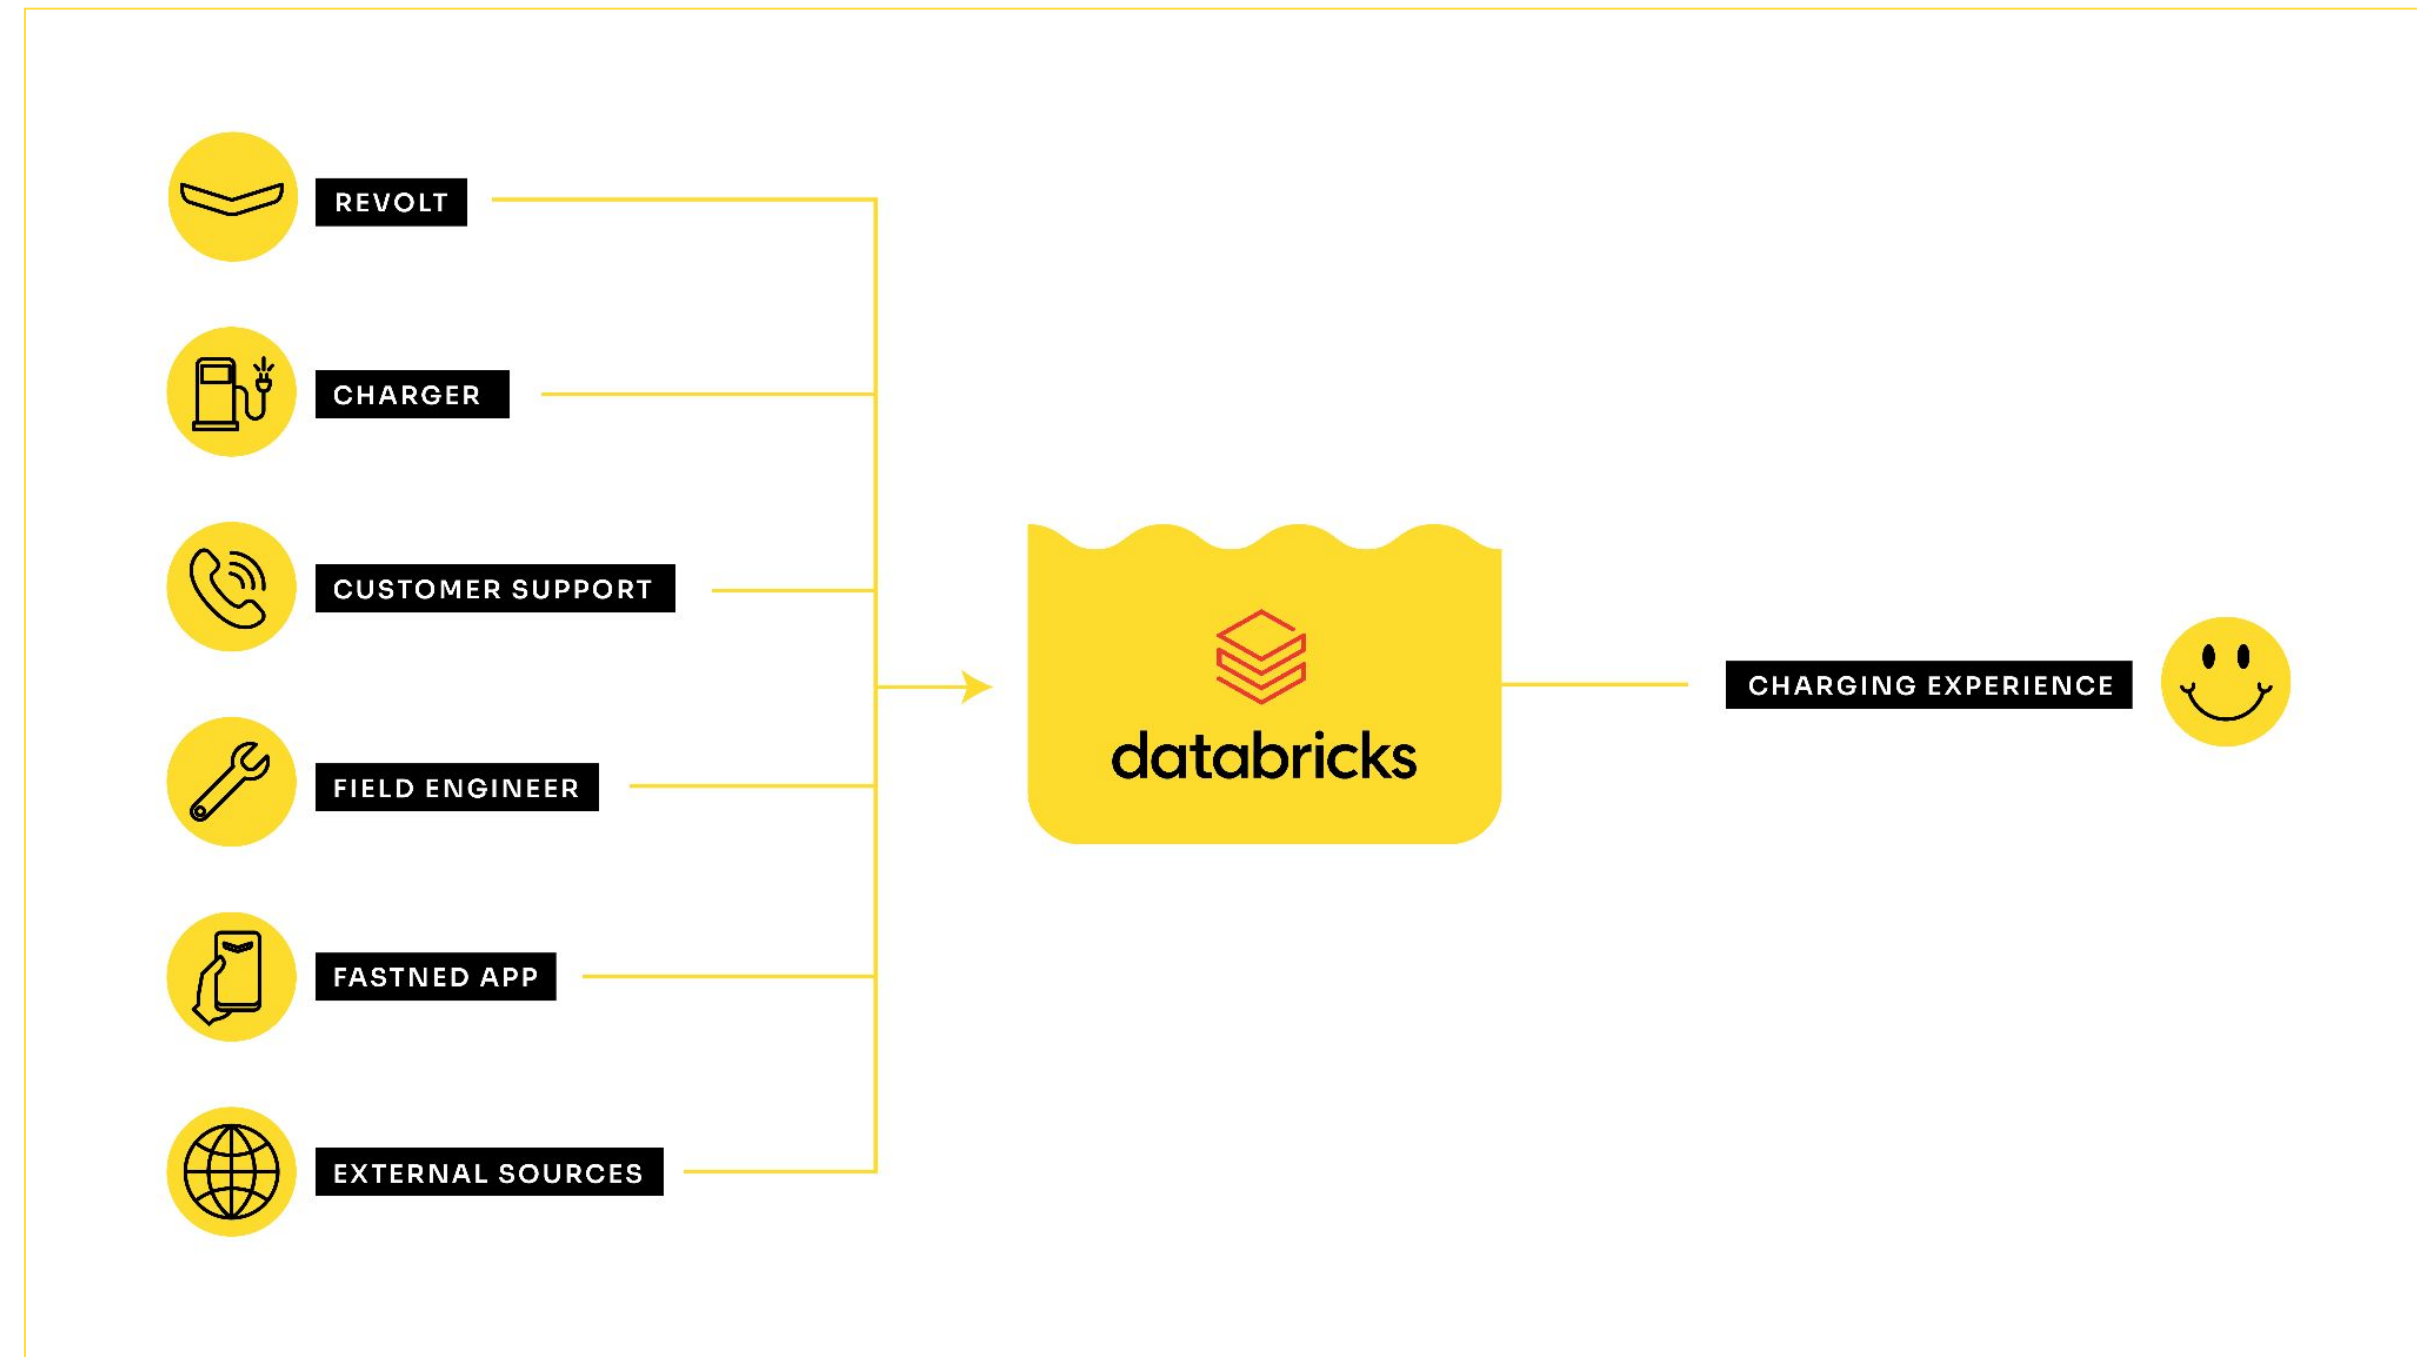 REVOLT
CHARGER
CUSTOMER SUPPORT
FIELD ENGINEER
FASTNED APP
EXTERNAL SOURCES
databricks
CHARGING EXPERIENCE